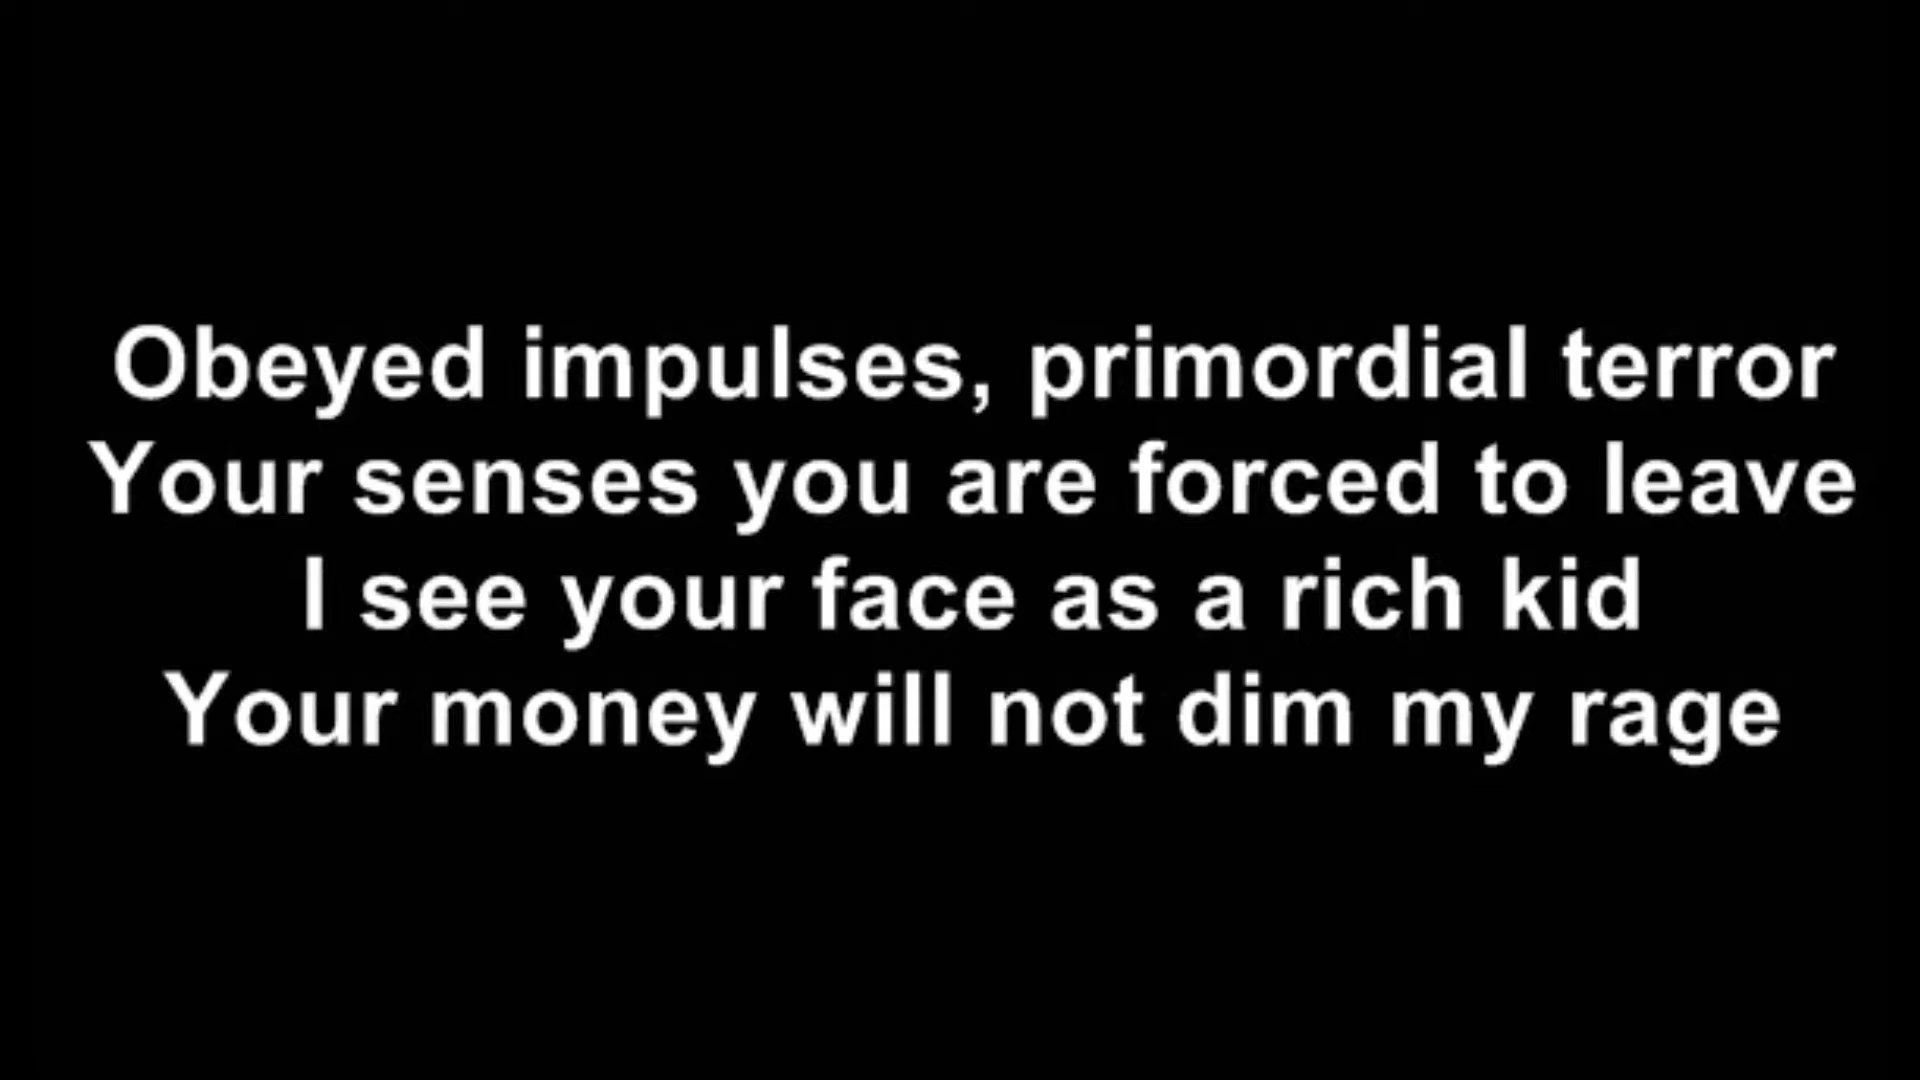 Obeyed impulses, primordial terror
Your senses you are forced to leave
I see your face as a rich kid
Your money will not dim my rage